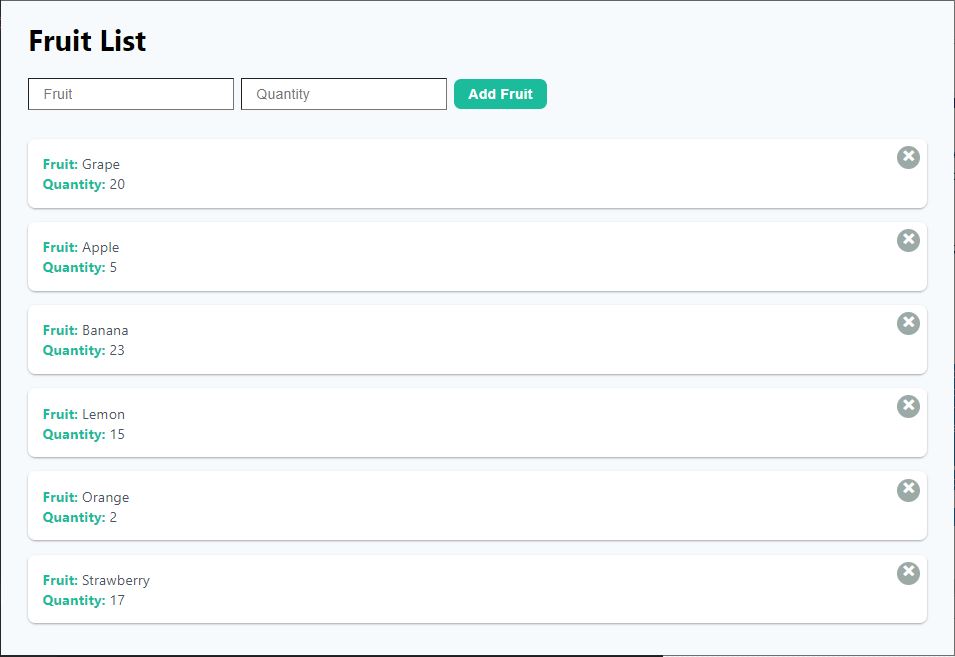 Fruit List
Fruit Quantity Add Fruit
Fruit: Grape
Quantity: 20
Fruit: Apple
Quantity: 5
Fruit: Banana
Quantity: 23
Fruit: Lemon
Quantity: 15
Fruit: Orange
Quantity: 2
Fruit: Strawberry
Quantity: 17